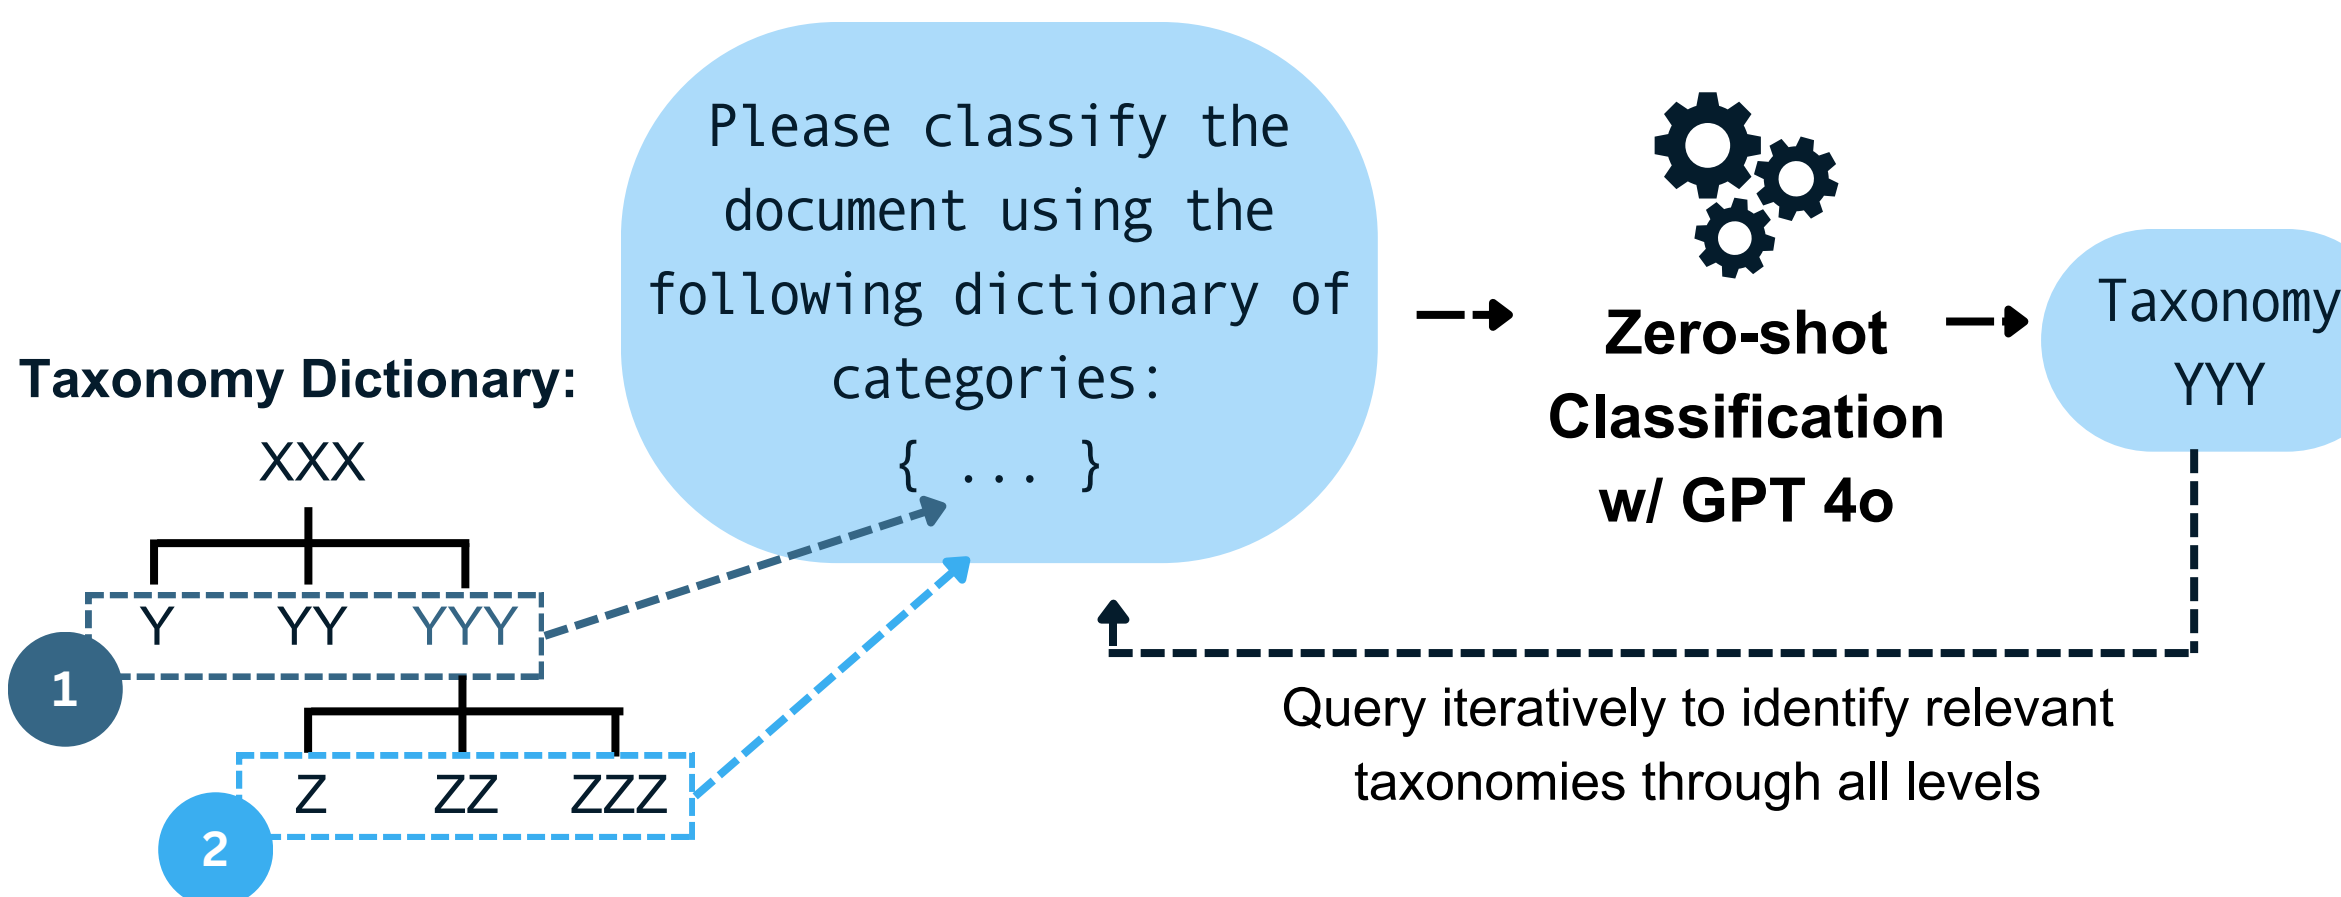 Taxonomy Dictionary:
XXX
Y YY YYY
1
Z ZZ ZZZ
2
Please classify the
document using the
following dictionary of
categories:
{ ... }
Zero-shot
Classification
w/ GPT 4o
Taxonomy
YYY
Query iteratively to identify relevant
taxonomies through all levels